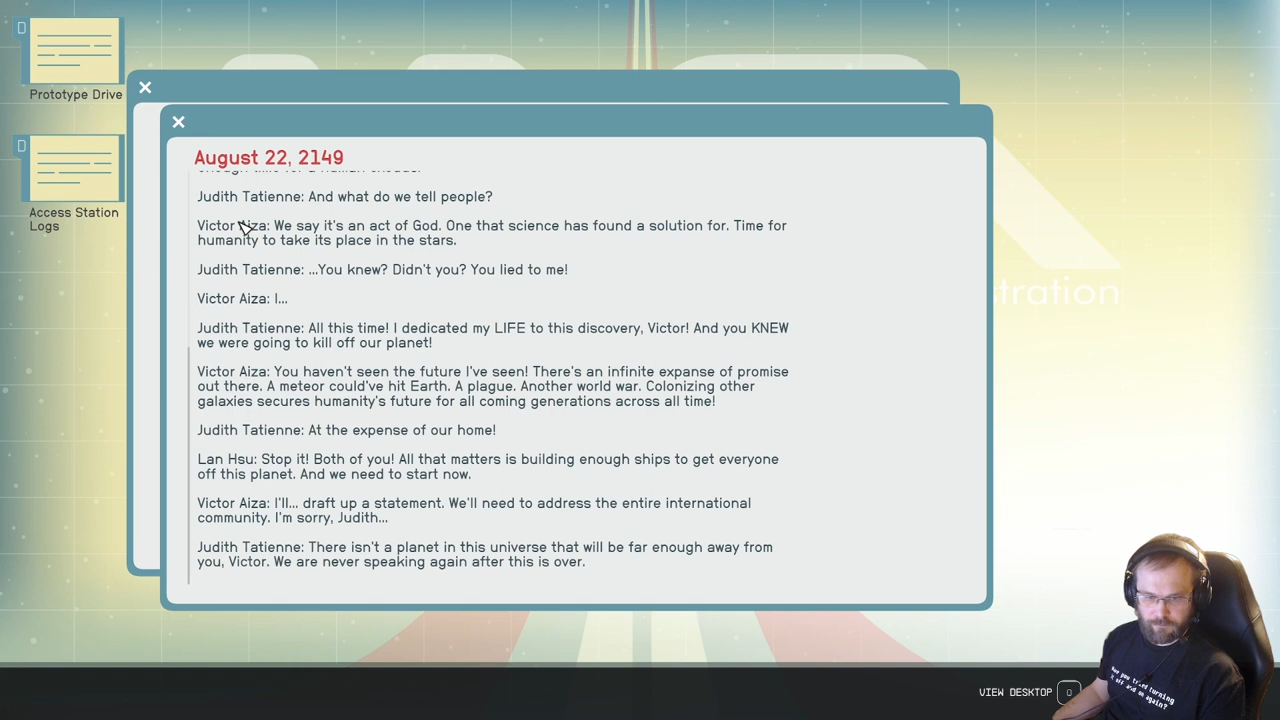 Prototype Drive
Access Station
Logs
August 22, 2149
Judith Tatienne: And what do we tell people?
Victor Aiza: We say it's an act of God. One that science has found a solution for. Time for
humanity to take its place in the stars.
Judith Tatienne: ...You knew? Didn't you? You lied to me!
Victor Aiza: I...
Judith Tatienne: All this time! I dedicated my LIFE to this discovery, Victor! And you KNEW
we were going to kill off our planet!
Victor Aiza: You haven't seen the future I've seen! There's an infinite expanse of promise
out there. A meteor could've hit Earth. A plague. Another world war. Colonizing other
galaxies secures humanity's future for all coming generations across all time!
Judith Tatienne: At the expense of our home!
Lan Hsu: Stop it! Both of you! All that matters is building enough ships to get everyone
off this planet. And we need to start now.
Victor Aiza: I'll... draft up a statement. We'll need to address the entire international
community. I'm sorry, Judith...
Judith Tatienne: There isn't a planet in this universe that will be far enough away from
you, Victor. We are never speaking again after this is over.
stration
VIEW DESKTOP
Have you tried turning
it off and on again?